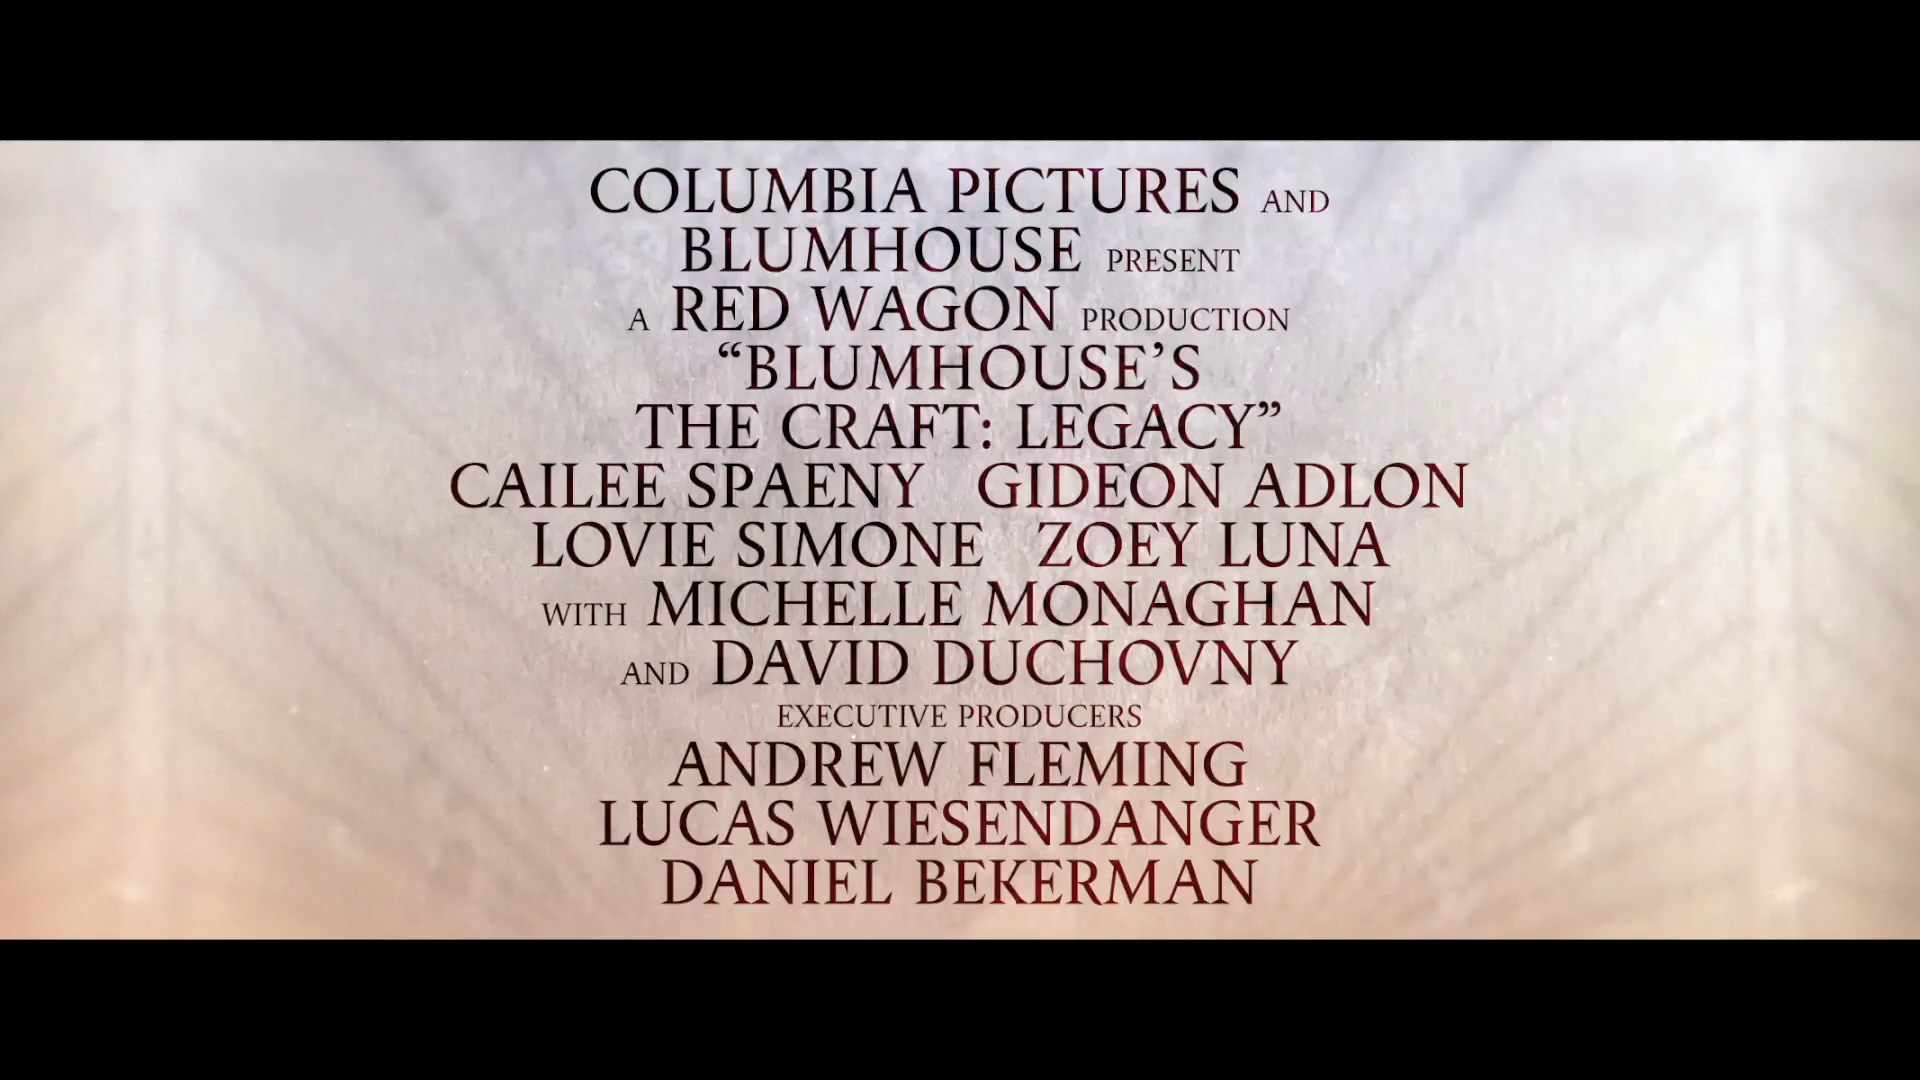 COLUMBIA PICTURES AND
BLUMHOUSE PRESENT
A RED WAGON PRODUCTION
“BLUMHOUSE’S
THE CRAFT: LEGACY”
CAILEE SPAENY GIDEON ADLON
LOVIE SIMONE ZOEY LUNA
WITH MICHELLE MONAGHAN
AND DAVID DUCHOVNY
EXECUTIVE PRODUCERS
ANDREW FLEMING
LUCAS WIESENDANGER
DANIEL BEKERMAN